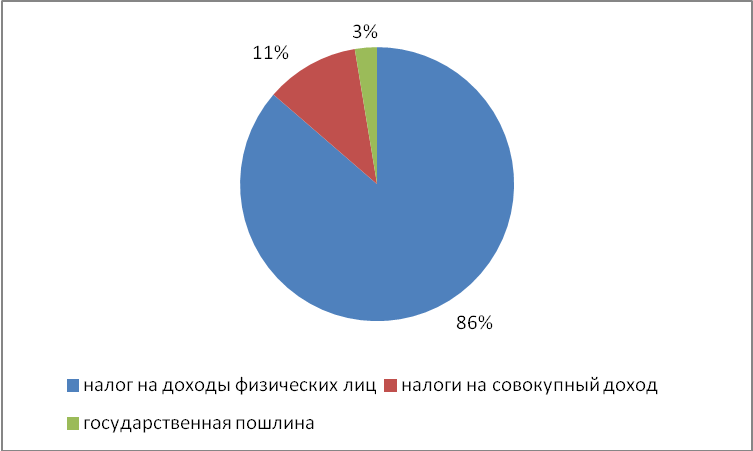 3%
11%
86%
налог на доходы физических лиц налоги на совокупный доход
государственная пошлина